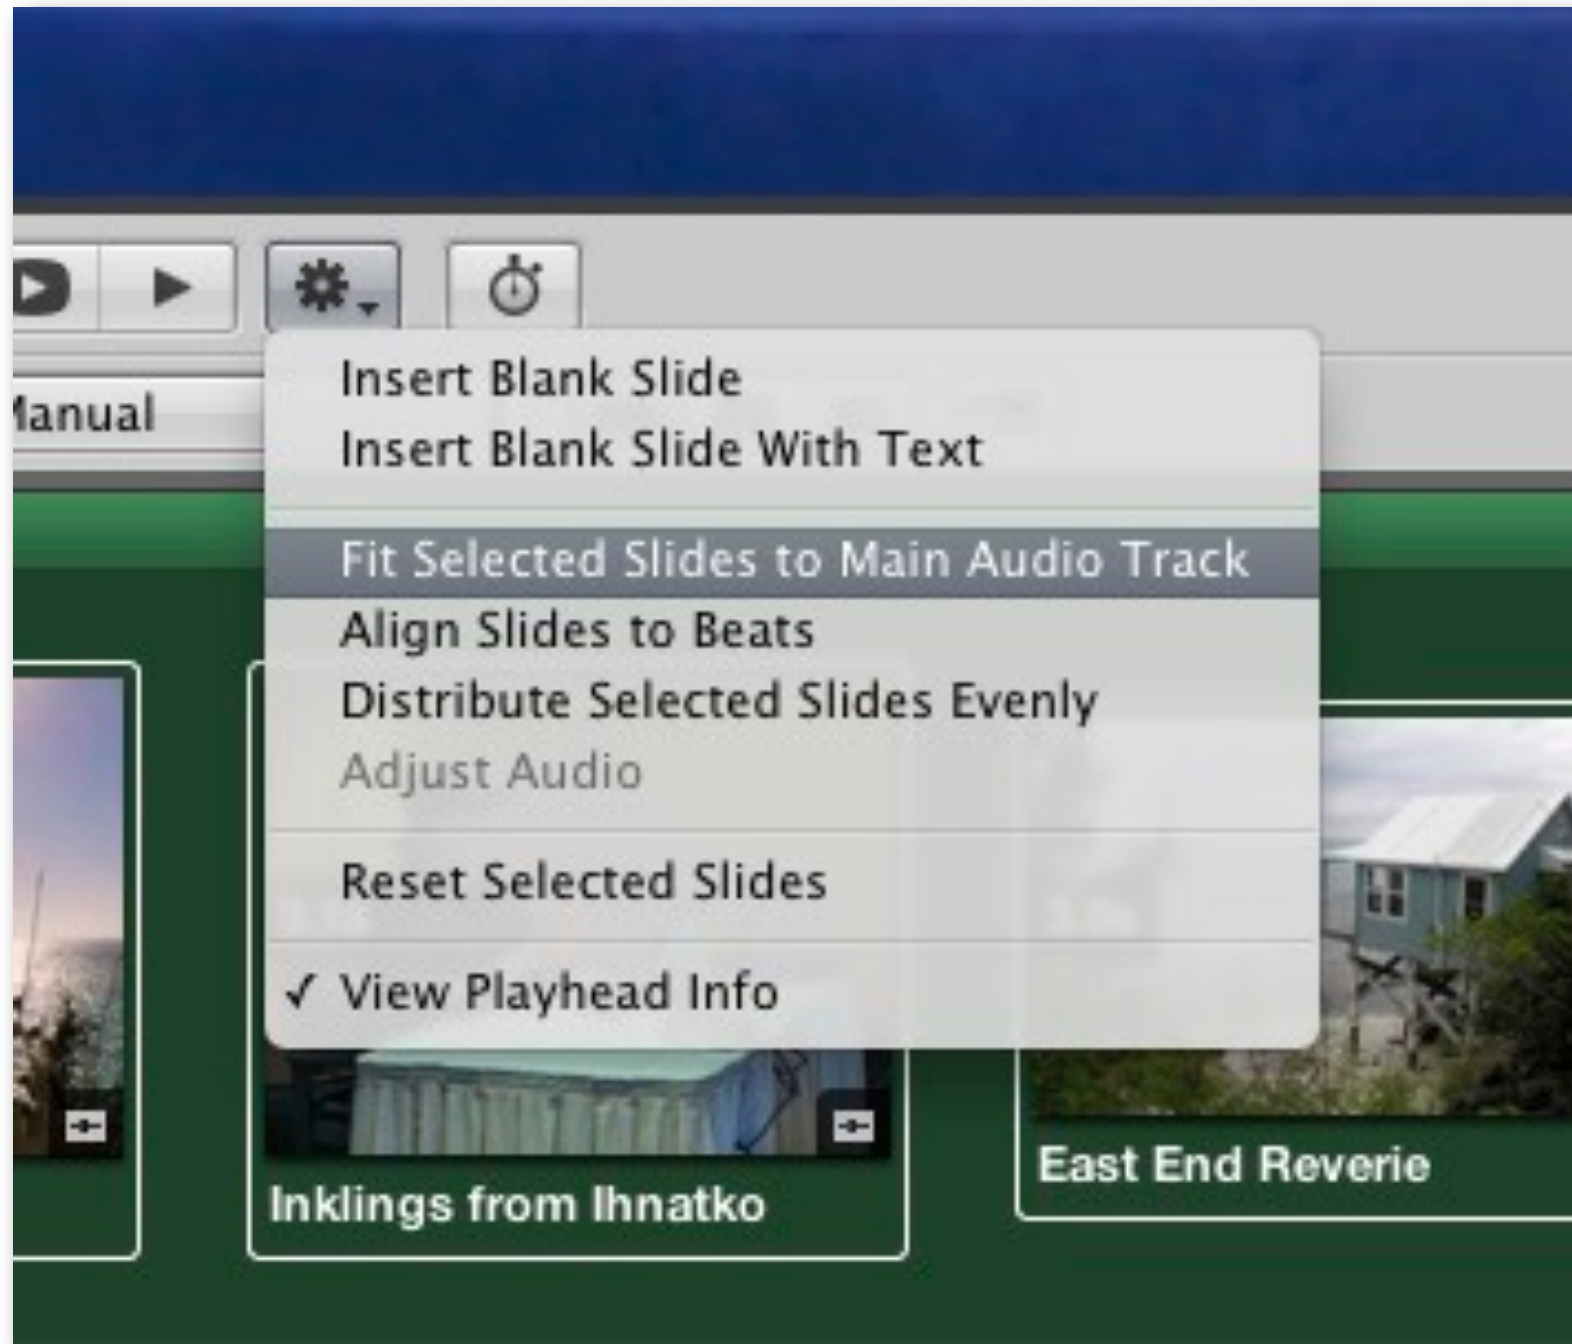 Manual
Insert Blank Slide
Insert Blank Slide With Text
Fit Selected Slides to Main Audio Track
Align Slides to Beats
Distribute Selected Slides Evenly
Adjust Audio
Reset Selected Slides
✓ View Playhead Info
Inklings from Ihnatko
East End Reverie